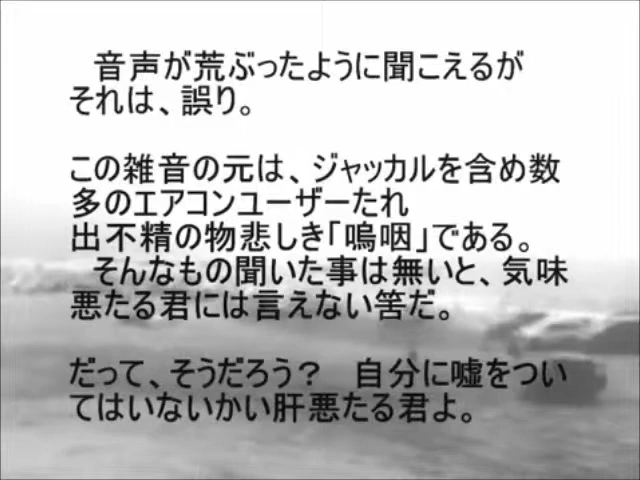 音声が荒ぶったように聞こえるが
それは、誤り。
この雑音の元は、ジャッカルを含め数
多のエアコンユーザーたれ
出不精の物悲しき「嗚咽」である。
そんなもの聞いた事は無いと、気味
悪たる君には言えない筈だ。
だって、そうだろう？　自分に嘘をつい
てはいないかい肝悪たる君よ。